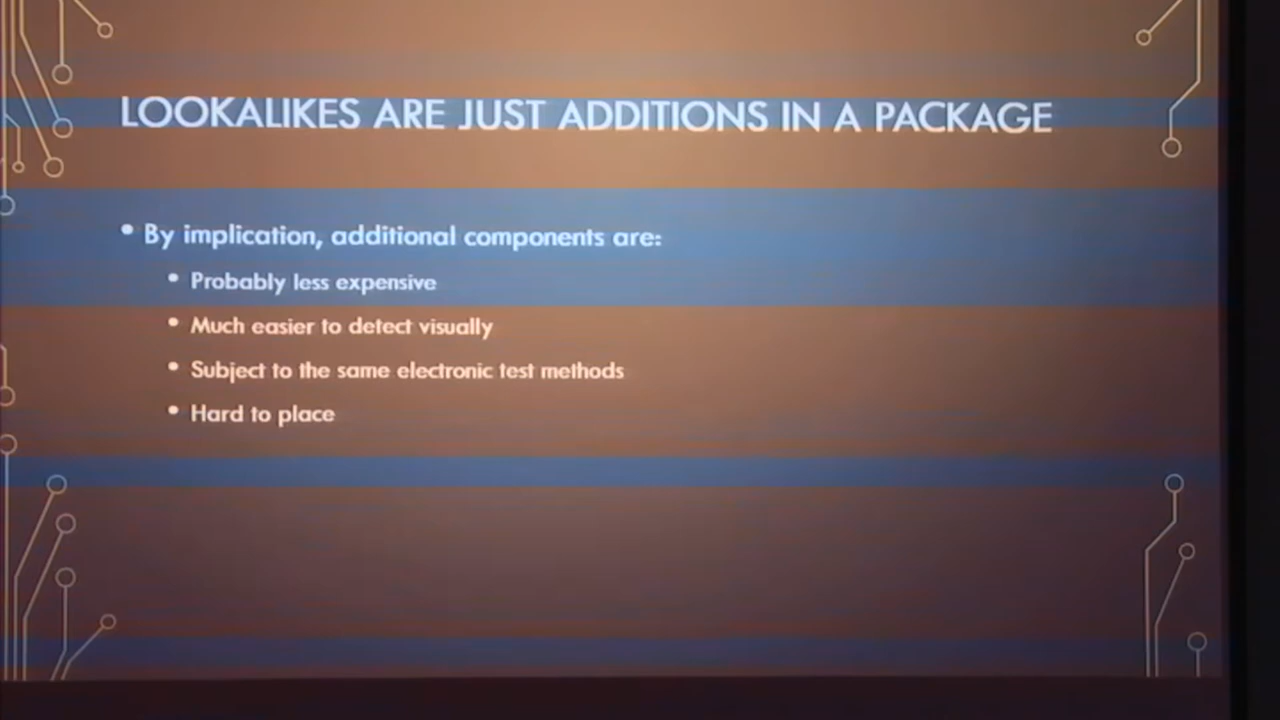 LOOKALIKES ARE JUST ADDITIONS IN A PACKAGE
• By implication, additional components are:
• Probably less expensive
• Much easier to detect visually
• Subject to the same electronic test methods
• Hard to place